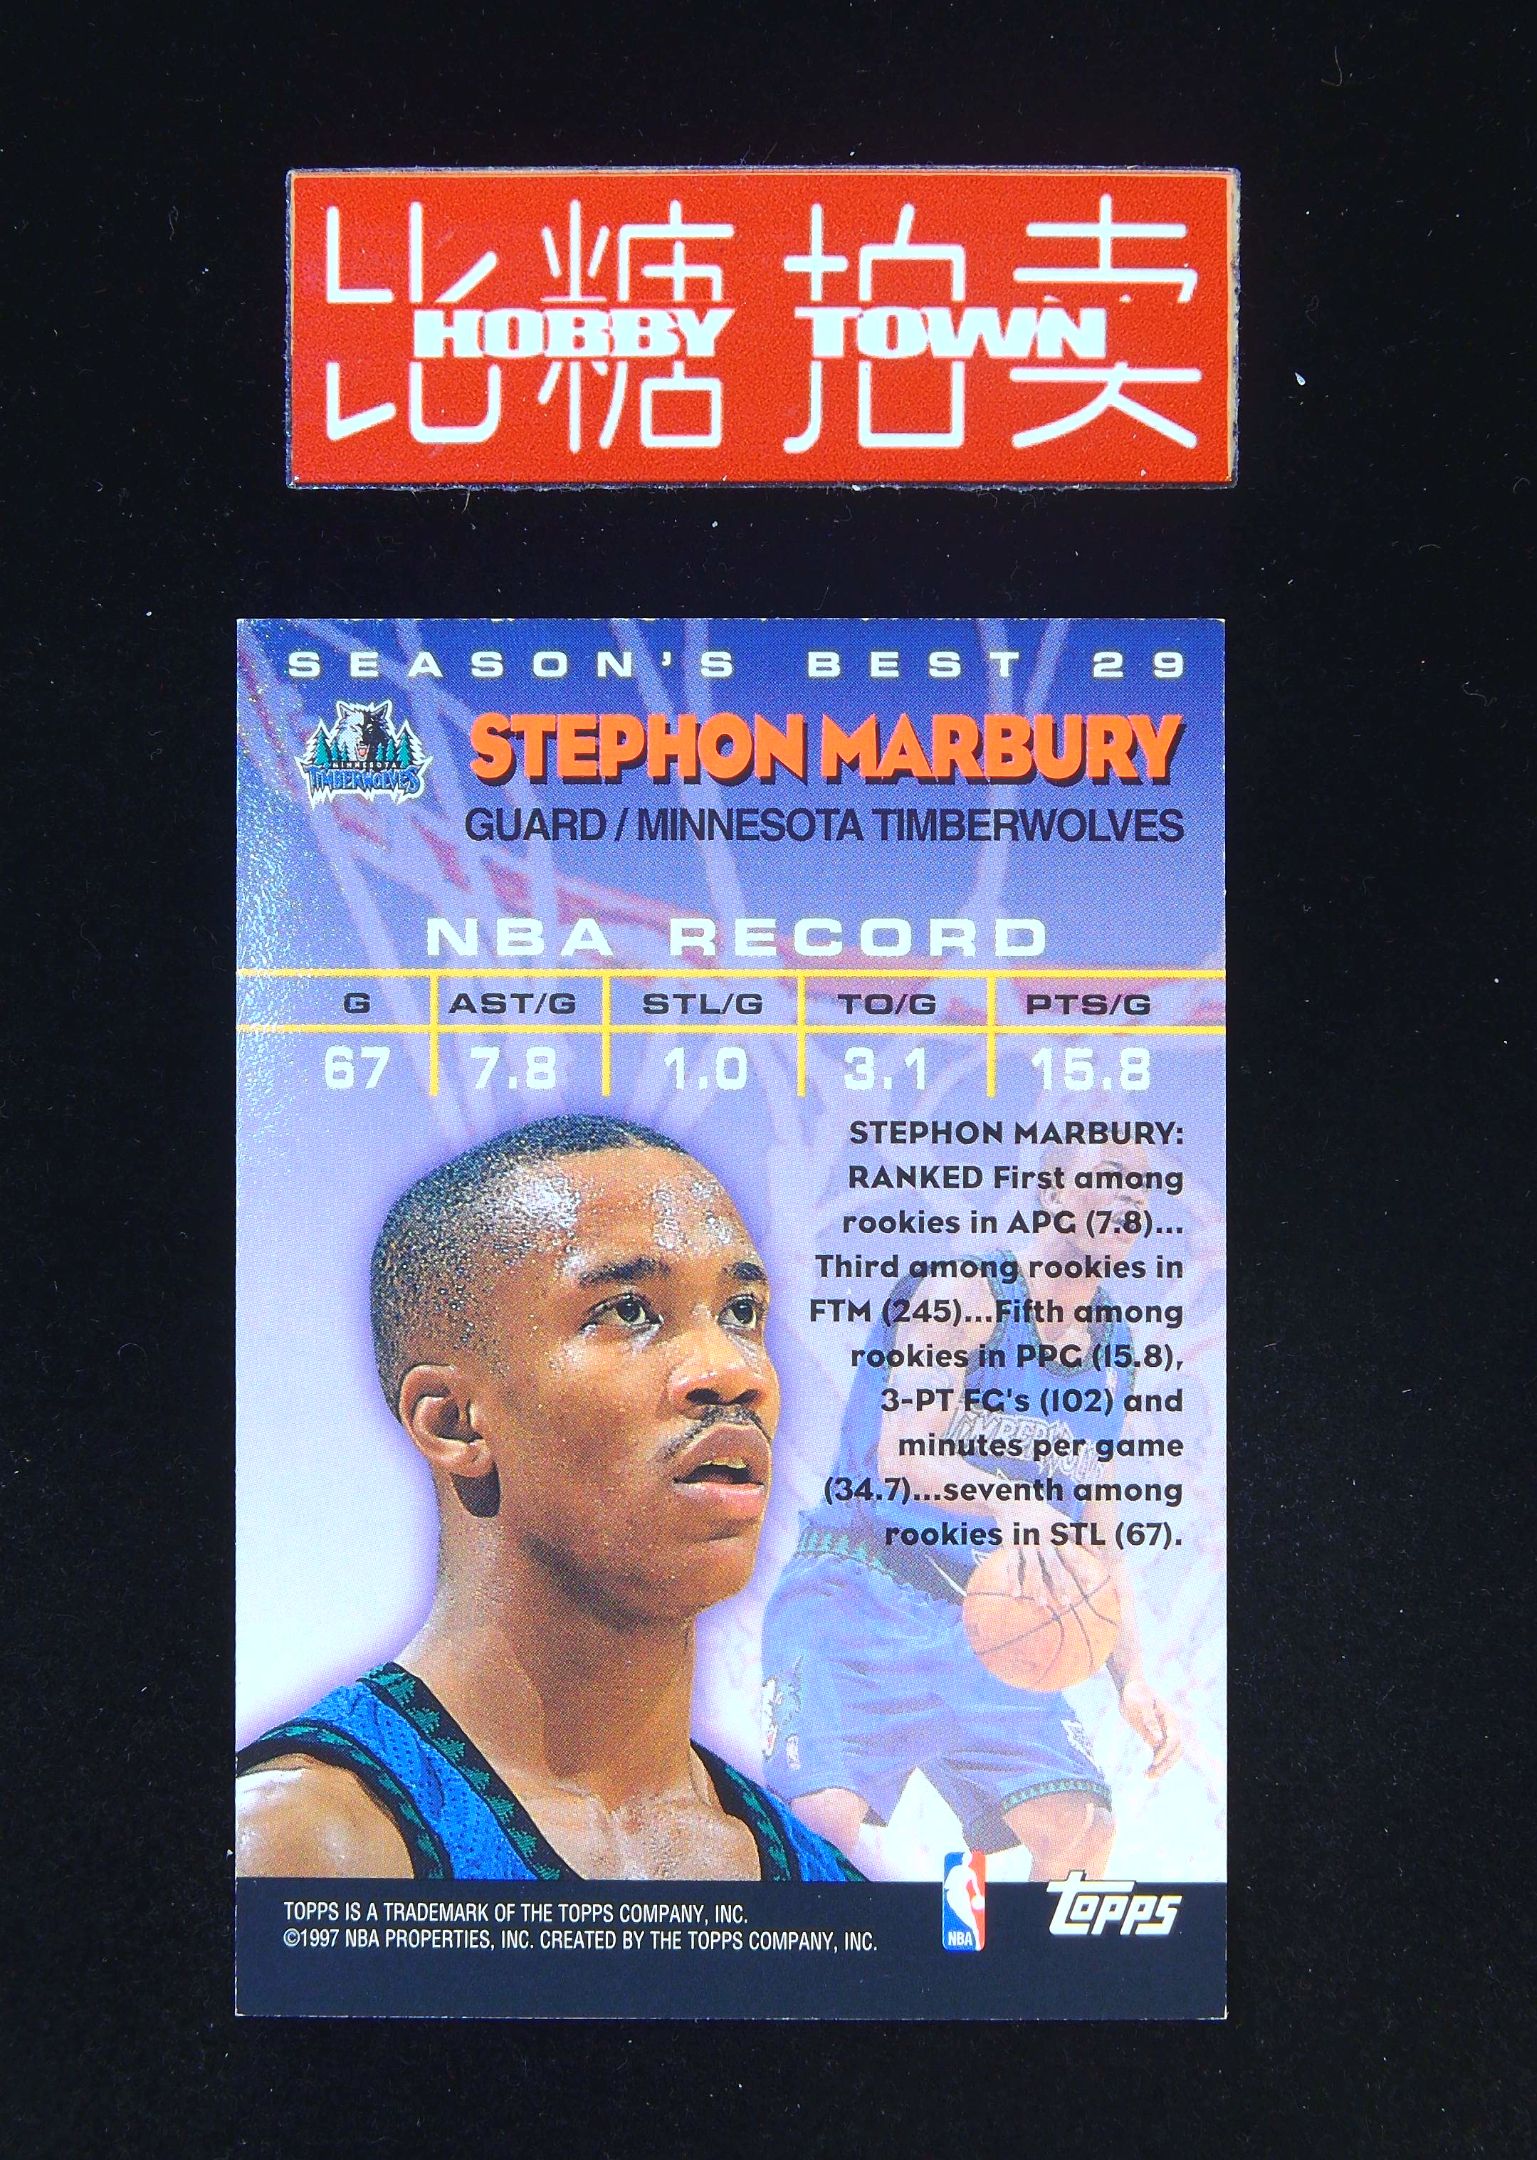 比糖拍卖
HOBBY TOWN
SEASON'S BEST 29
MINNESOTA
TIMBERWOLVES
STEPHON MARBURY
GUARD / MINNESOTA TIMBERWOLVES
NBA RECORD
G AST/G STL/G TO/G PTS/G
67 7.8 1.0 3.1 15.8
STEPHON MARBURY:
RANKED First among
rookies in APG (7.8)...
Third among rookies in
FTM (245)...Fifth among
rookies in PPG (15.8),
3-PT FG's (102) and
minutes per game
(34.7)...seventh among
rookies in STL (67).
TOPPS IS A TRADEMARK OF THE TOPPS COMPANY, INC.
©1997 NBA PROPERTIES, INC. CREATED BY THE TOPPS COMPANY, INC.
NBA
TOPPS